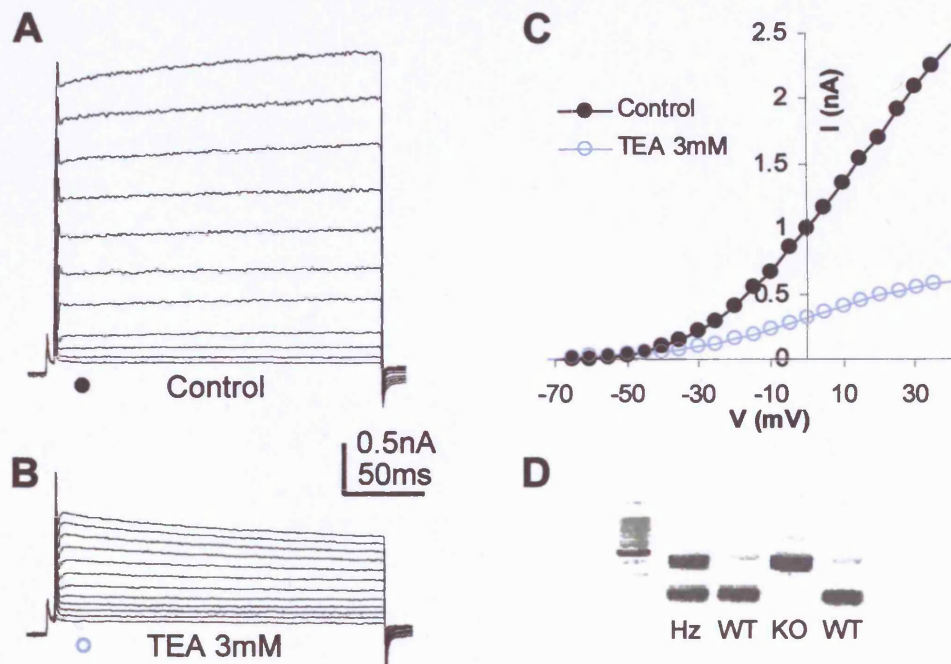 A
Control
0.5nA
50ms
B
TEA 3mM
C
Control
TEA 3mM
2.5
2
1.5
1
0.5
0
I (nA)
-70 -50 -30 -10 10 30
V (mV)
D
Hz WT KO WT